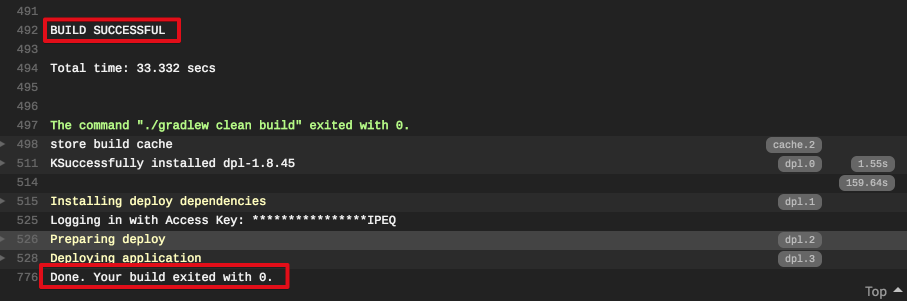 491
492 BUILD SUCCESSFUL
493
494 Total time: 33.332 secs
495
496
497 The command "./gradlew clean build" exited with 0.
498 store build cache cache.2
511 KSuccessfully installed dpl-1.8.45 dpl.0 1.55s
514 159.64s
515 Installing deploy dependencies dpl.1
525 Logging in with Access Key: ****************IPEQ
526 Preparing deploy dpl.2
528 Deploying application dpl.3
776 Done. Your build exited with 0.
Top